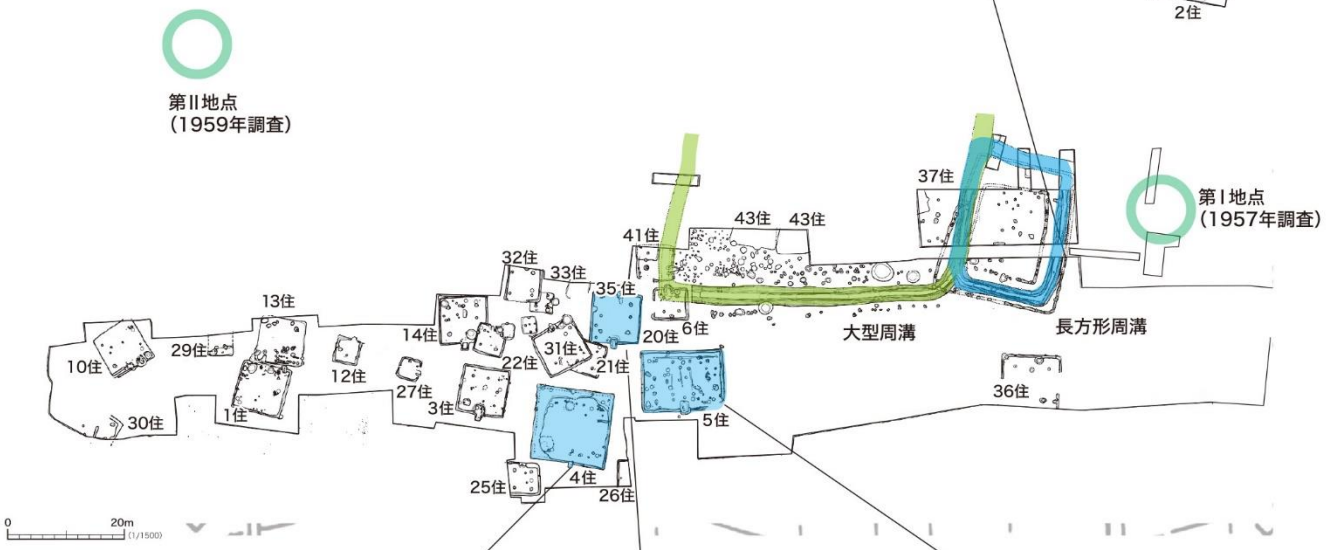 2住
第Ⅱ地点
(1959年調査)
第Ⅰ地点
(1957年調査)
37住
43住
43住
41住
32住
33住
35住
13住
14住
6住
20住
大型周溝
長方形周溝
10住
29住
12住
27住
22住
31住
21住
36住
1住
3住
5住
30住
25住
4住
26住
0
20m
(1/1500)